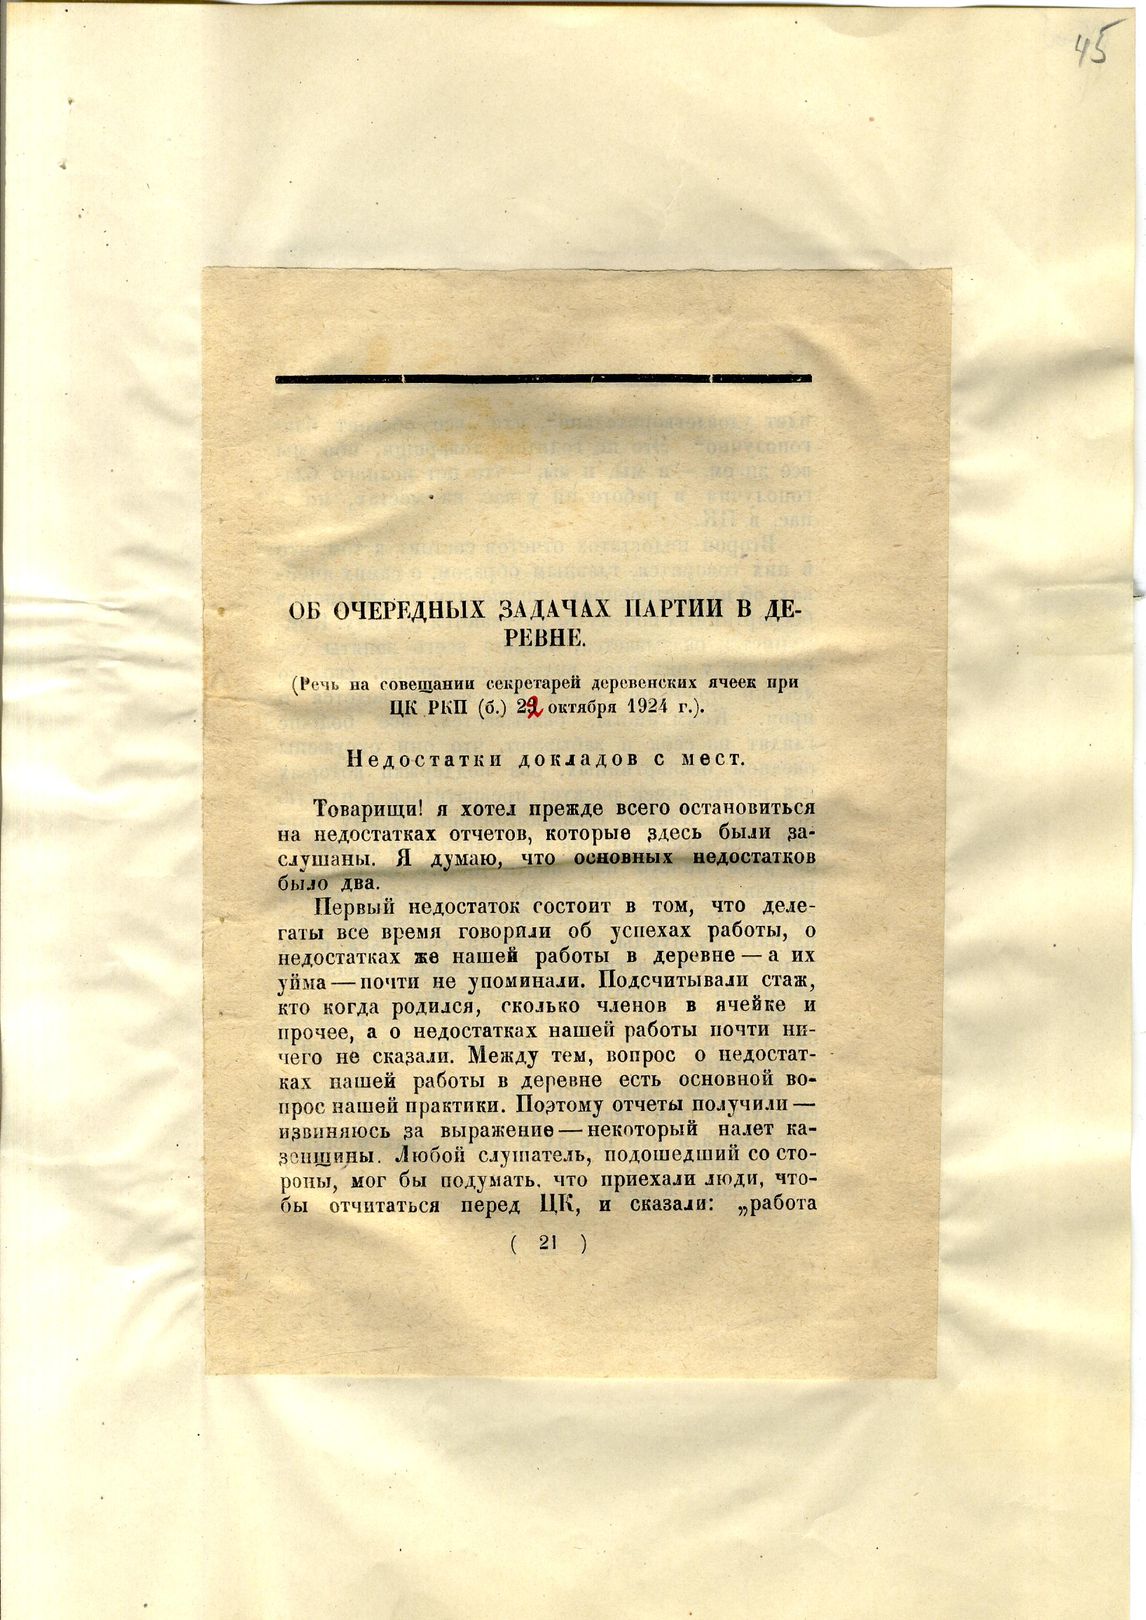 45
ОБ ОЧЕРЕДНЫХ ЗАДАЧАХ ПАРТИИ В ДЕ-
РЕВНЕ.
(Речь на совещании секретарей деревенских ячеек при
ЦК РКП (б.) 22 октября 1924 г.).
Недостатки докладов с мест.
Товарищи! я хотел прежде всего остановиться
на недостатках отчетов, которые здесь были за-
слушаны. Я думаю, что основных недостатков
было два.
Первый недостаток состоит в том, что деле-
гаты все время говорили об успехах работы, о
недостатках же нашей работы в деревне — а их
уйма — почти не упоминали. Подсчитывали стаж,
кто когда родился, сколько членов в ячейке и
прочее, а о недостатках нашей работы почти ни-
чего не сказали. Между тем, вопрос о недостат-
ках нашей работы в деревне есть основной во-
прос нашей практики. Поэтому отчеты получили —
извиняюсь за выражение — некоторый налет ка-
зенщины. Любой слушатель, подошедший со сто-
роны, мог бы подумать, что приехали люди, что-
бы отчитаться перед ЦК, и сказали: „работа
( 21 )